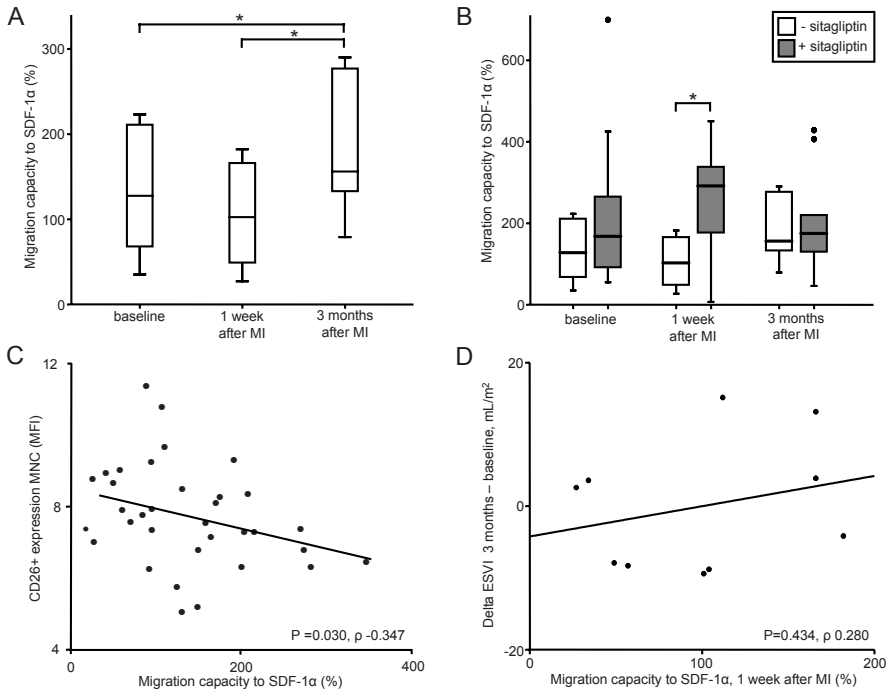 A
Migration capacity to SDF-1α (%)
300
200
100
0
*
*
baseline
1 week
after MI
3 months
after MI
B
Migration capacity to SDF-1α (%)
600
400
200
0
- sitagliptin
+ sitagliptin
*
baseline
1 week
after MI
3 months
after MI
C
CD26+ expression MNC (MFI)
12
8
4
P =0.030, ρ -0.347
0
200
400
Migration capacity to SDF-1α (%)
D
Delta ESVI 3 months – baseline, mL/m²
20
0
-20
P=0.434, ρ 0.280
0
100
200
Migration capacity to SDF-1α, 1 week after MI (%)